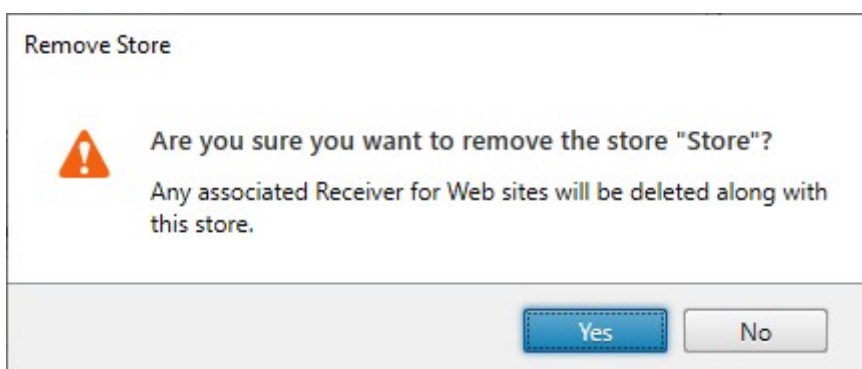 Remove Store
Are you sure you want to remove the store "Store"?
Any associated Receiver for Web sites will be deleted along with
this store.
Yes
No